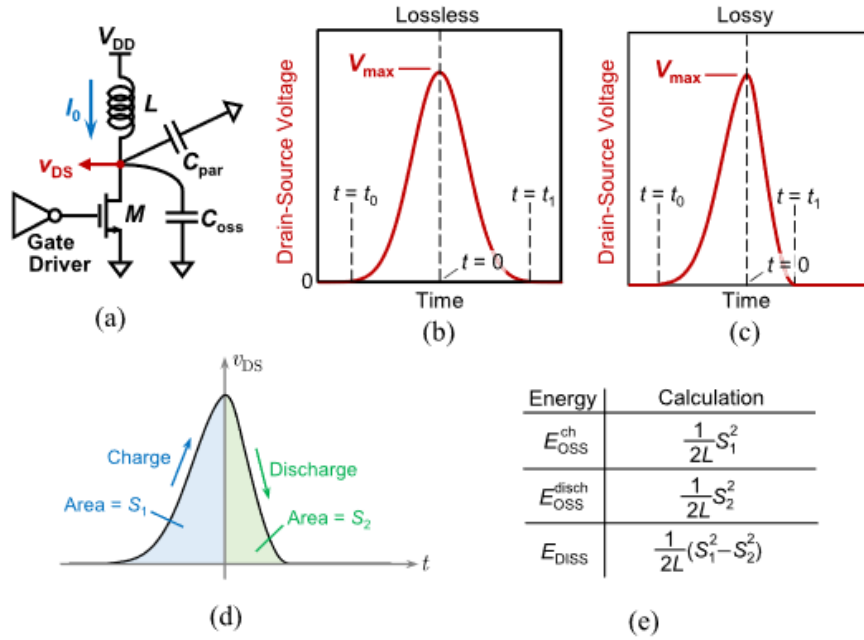 V_DD
I_0
L
C_par
v_DS
M
C_oss
Gate
Driver
(a)
Lossless
Drain-Source Voltage
V_max
t = t_0
t = t_1
t = 0
0
Time
(b)
Lossy
Drain-Source Voltage
V_max
t = t_0
t = t_1
t = 0
Time
(c)
v_DS
Charge
Discharge
Area = S_1
Area = S_2
t
(d)
Energy Calculation
E_OSS^ch 1/2L S_1^2
E_OSS^disch 1/2L S_2^2
E_DISS 1/2L (S_1^2–S_2^2)
(e)